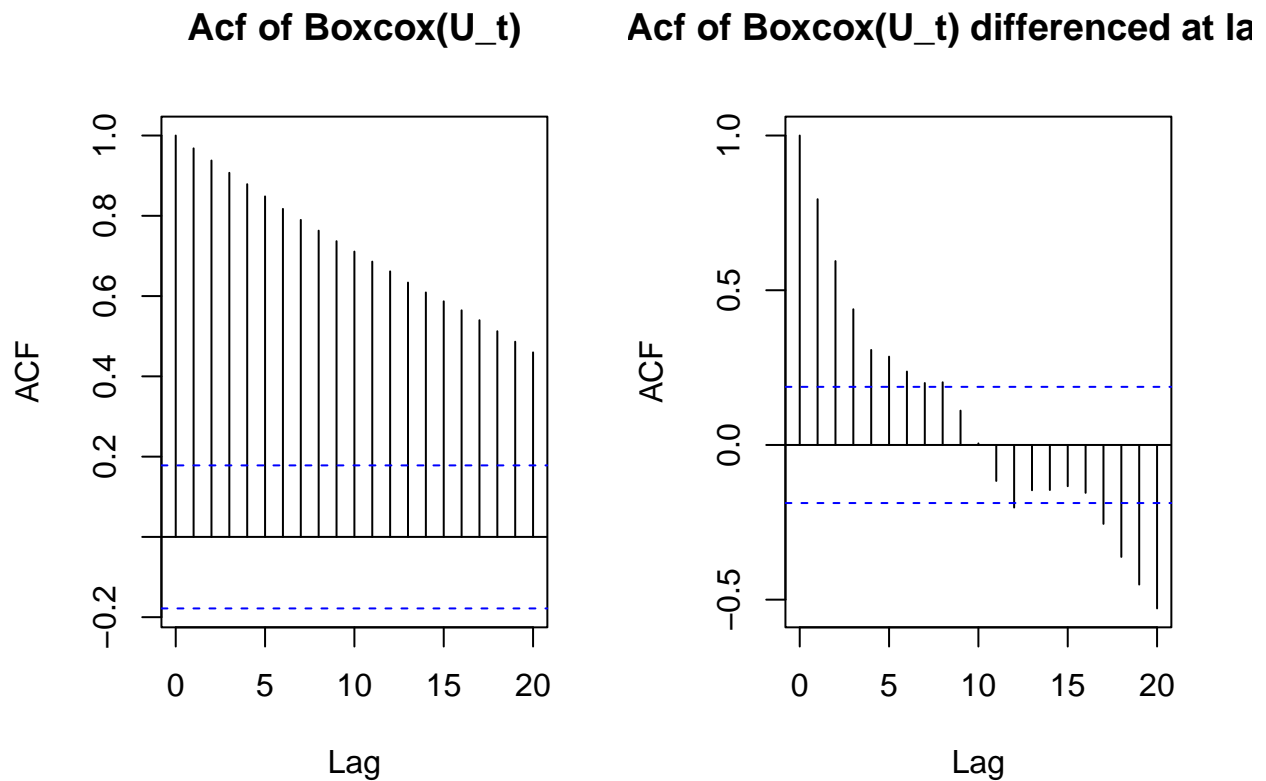 Acf of Boxcox(U_t)
ACF
1.0
0.8
0.6
0.4
0.2
−0.2
0 5 10 15 20
Lag
Acf of Boxcox(U_t) differenced at la
ACF
1.0
0.5
0.0
−0.5
0 5 10 15 20
Lag